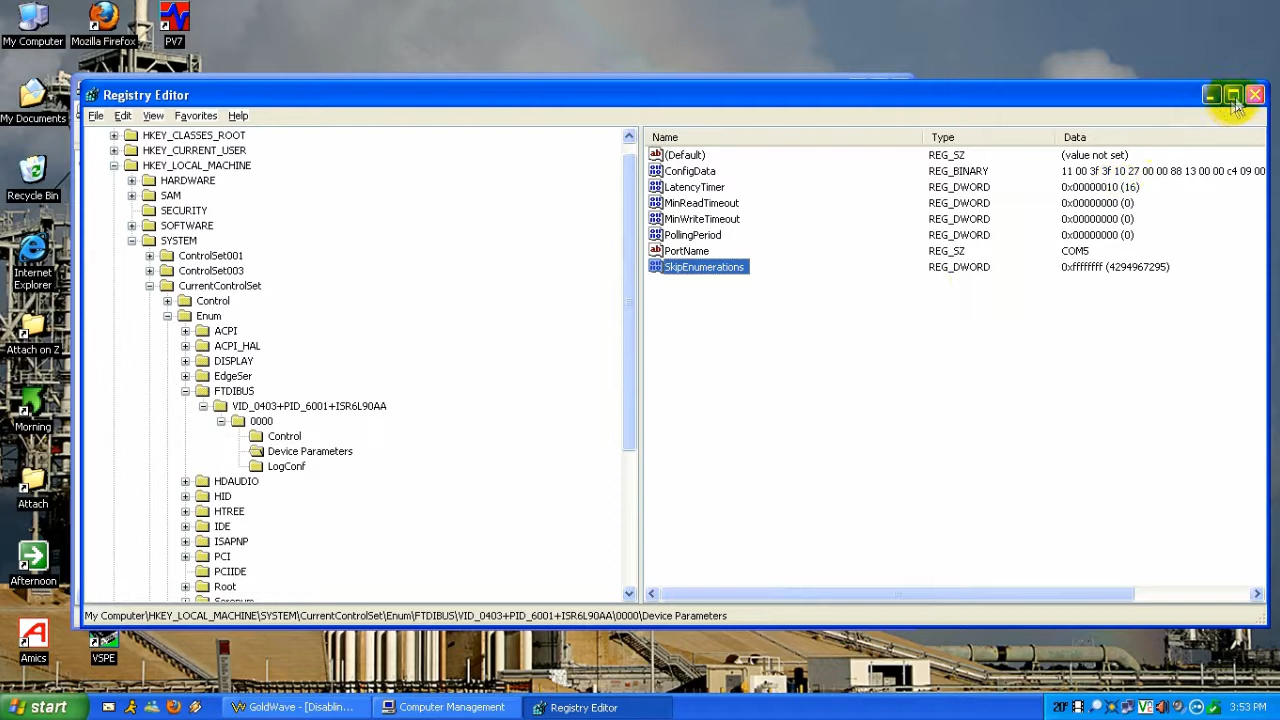 My Computer
Mozilla Firefox
PV7
My Documents
Recycle Bin
Internet
Explorer
Attach on Z
Morning
Attach
Afternoon
Amics
VSPE
Registry Editor
File Edit View Favorites Help
HKEY_CLASSES_ROOT
HKEY_CURRENT_USER
HKEY_LOCAL_MACHINE
HARDWARE
SAM
SECURITY
SOFTWARE
SYSTEM
ControlSet001
ControlSet003
CurrentControlSet
Control
Enum
ACPI
ACPI_HAL
DISPLAY
EdgeSer
FTDIBUS
VID_0403+PID_6001+ISR6L90AA
0000
Control
Device Parameters
LogConf
HDAUDIO
HID
HTREE
IDE
ISAPNP
PCI
PCIIDE
Root
Name Type Data
(Default) REG_SZ (value not set)
ConfigData REG_BINARY 11 00 3f 3f 10 27 00 00 88 13 00 00 c4 09 00
LatencyTimer REG_DWORD 0x00000010 (16)
MinReadTimeout REG_DWORD 0x00000000 (0)
MinWriteTimeout REG_DWORD 0x00000000 (0)
PollingPeriod REG_DWORD 0x00000000 (0)
PortName REG_SZ COM5
SkipEnumerations REG_DWORD 0xffffffff (4294967295)
My Computer\HKEY_LOCAL_MACHINE\SYSTEM\CurrentControlSet\Enum\FTDIBUS\VID_0403+PID_6001+ISR6L90AA\0000\Device Parameters
start GoldWave - [Disablin... Computer Management Registry Editor 20° 3:53 PM